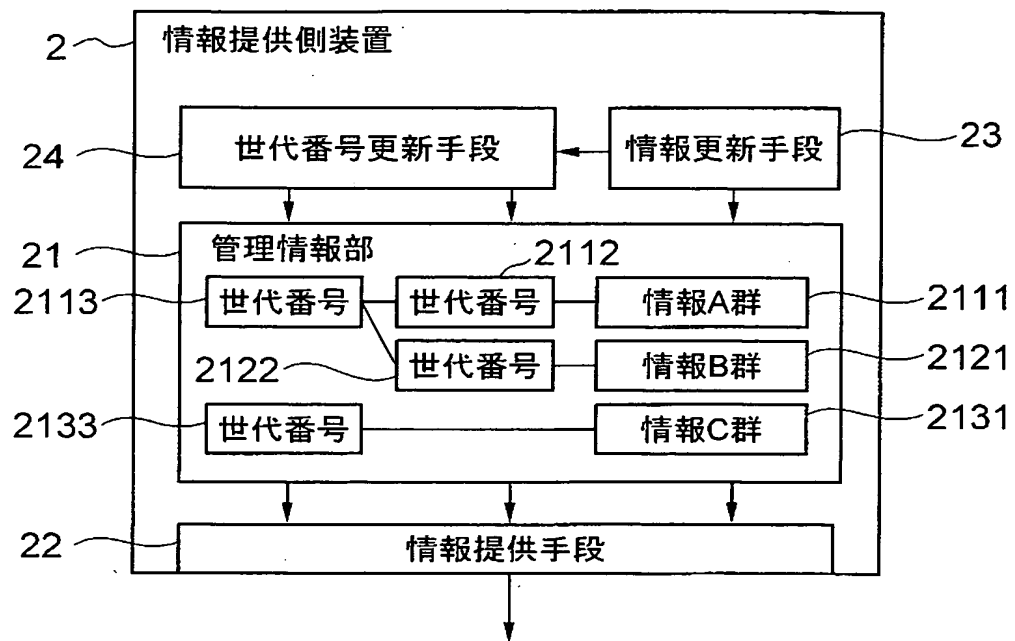 2 情報提供側装置
24 世代番号更新手段 情報更新手段 23
21 管理情報部 2112
2113 世代番号 世代番号 情報A群 2111
2122 世代番号 情報B群 2121
2133 世代番号 情報C群 2131
22 情報提供手段